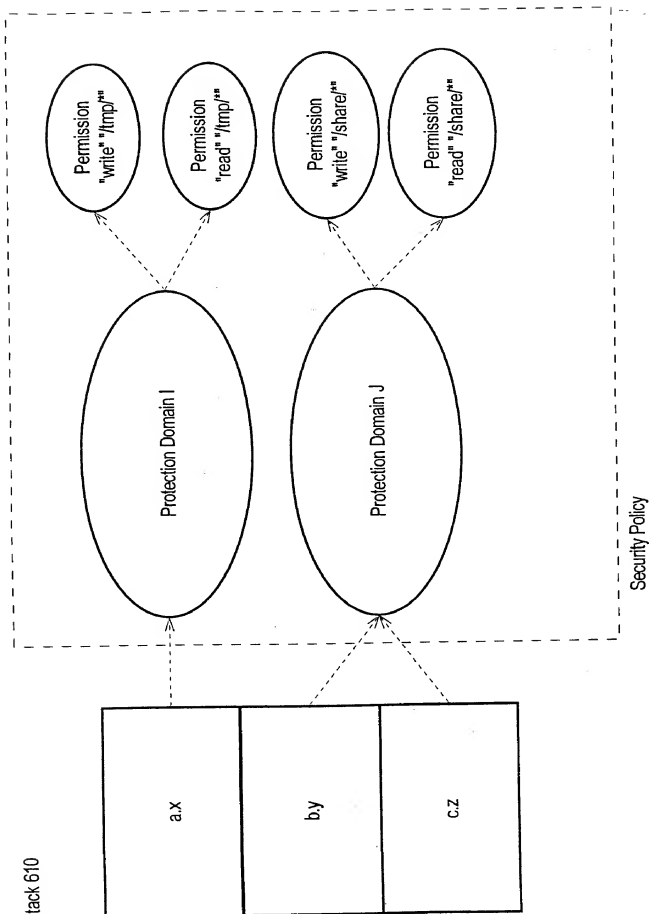 tack 610
a.x
Protection Domain I
Permission
"write" "/tmp/*"
Permission
"read" "/tmp/*"
b.y
c.z
Protection Domain J
Permission
"write" "/share/*"
Permission
"read" "/share/*"
Security Policy